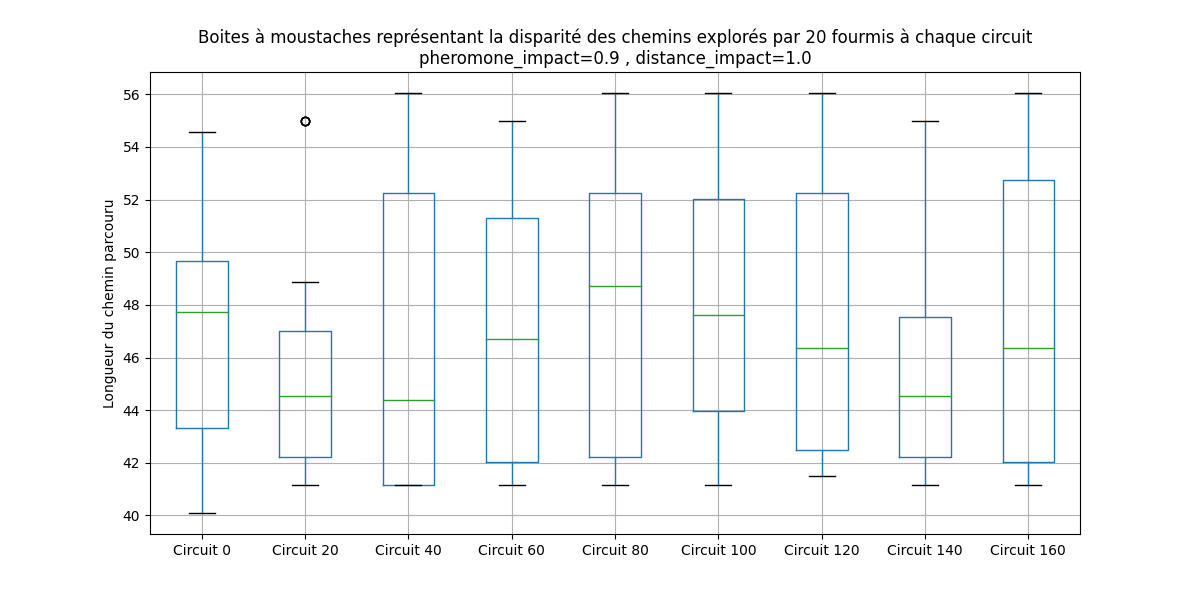 Boites à moustaches représentant la disparité des chemins explorés par 20 fourmis à chaque circuit
pheromone_impact=0.9 , distance_impact=1.0
56
54
52
50
48
46
44
42
40
Longueur du chemin parcouru
Circuit 0
Circuit 20
Circuit 40
Circuit 60
Circuit 80
Circuit 100
Circuit 120
Circuit 140
Circuit 160